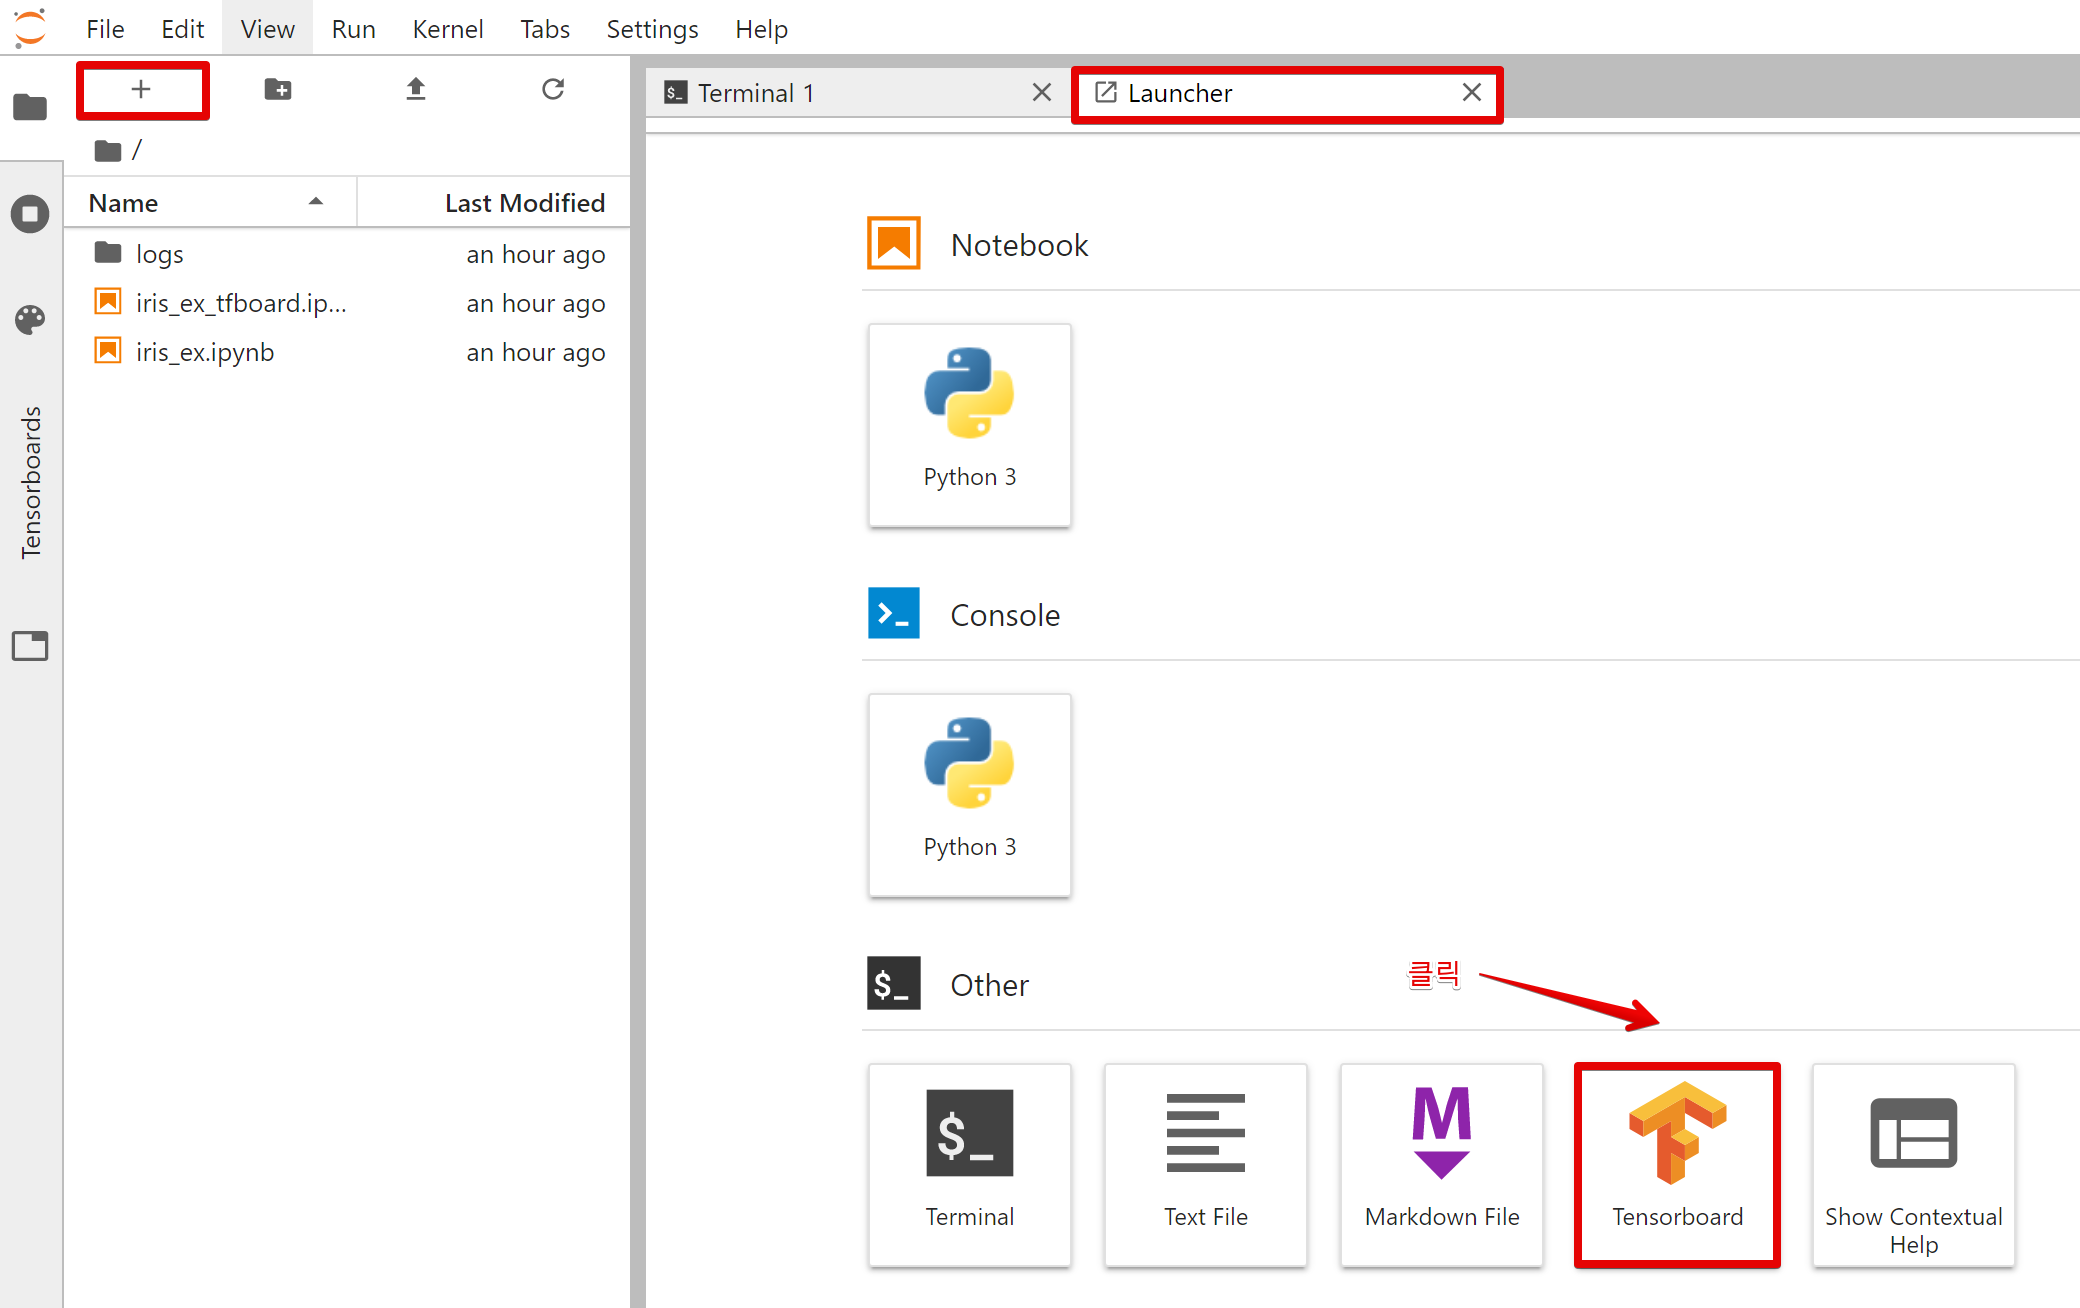 File Edit View Run Kernel Tabs Settings Help
Terminal 1
Launcher
/
Name Last Modified
logs an hour ago
iris_ex_tfboard.ip... an hour ago
iris_ex.ipynb an hour ago
Tensorboards
Notebook
Python 3
$_
Console
Python 3
$_ Other
클릭
$_
Terminal
Text File
M
Markdown File
Tensorboard
Show Contextual
Help